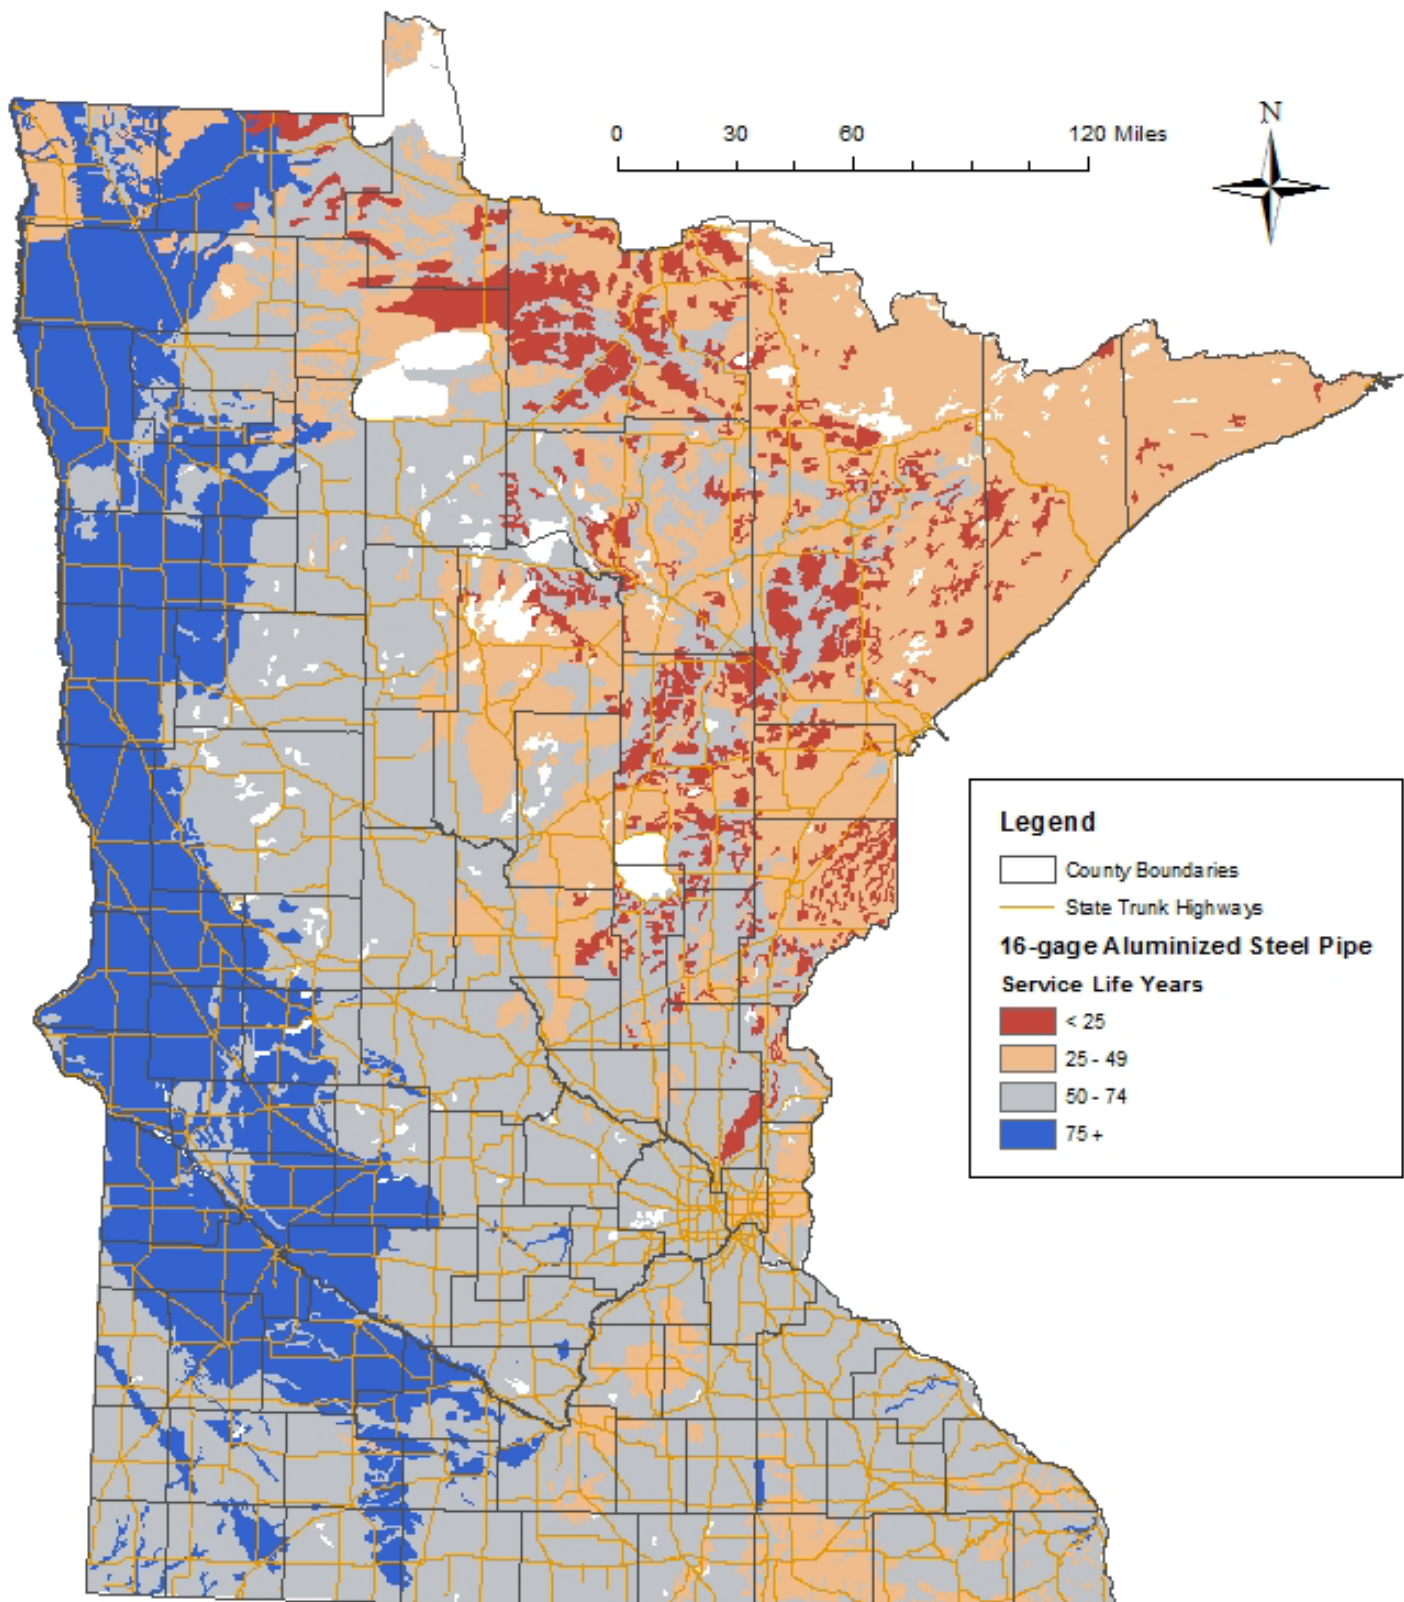 N
0 30 60 120 Miles
Legend
County Boundaries
State Trunk Highways
16-gage Aluminized Steel Pipe
Service Life Years
< 25
25 - 49
50 - 74
75 +